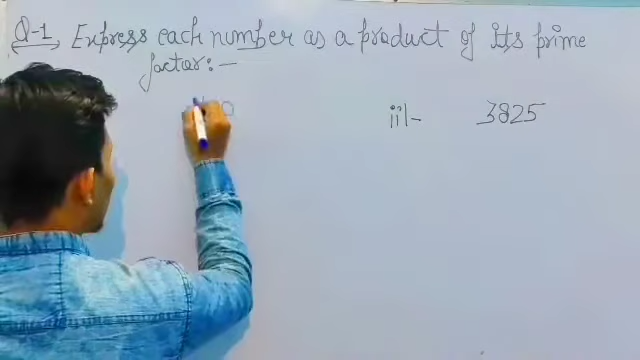 Q-1, Express each number as a product of its prime
factor:-
ii)- 3825